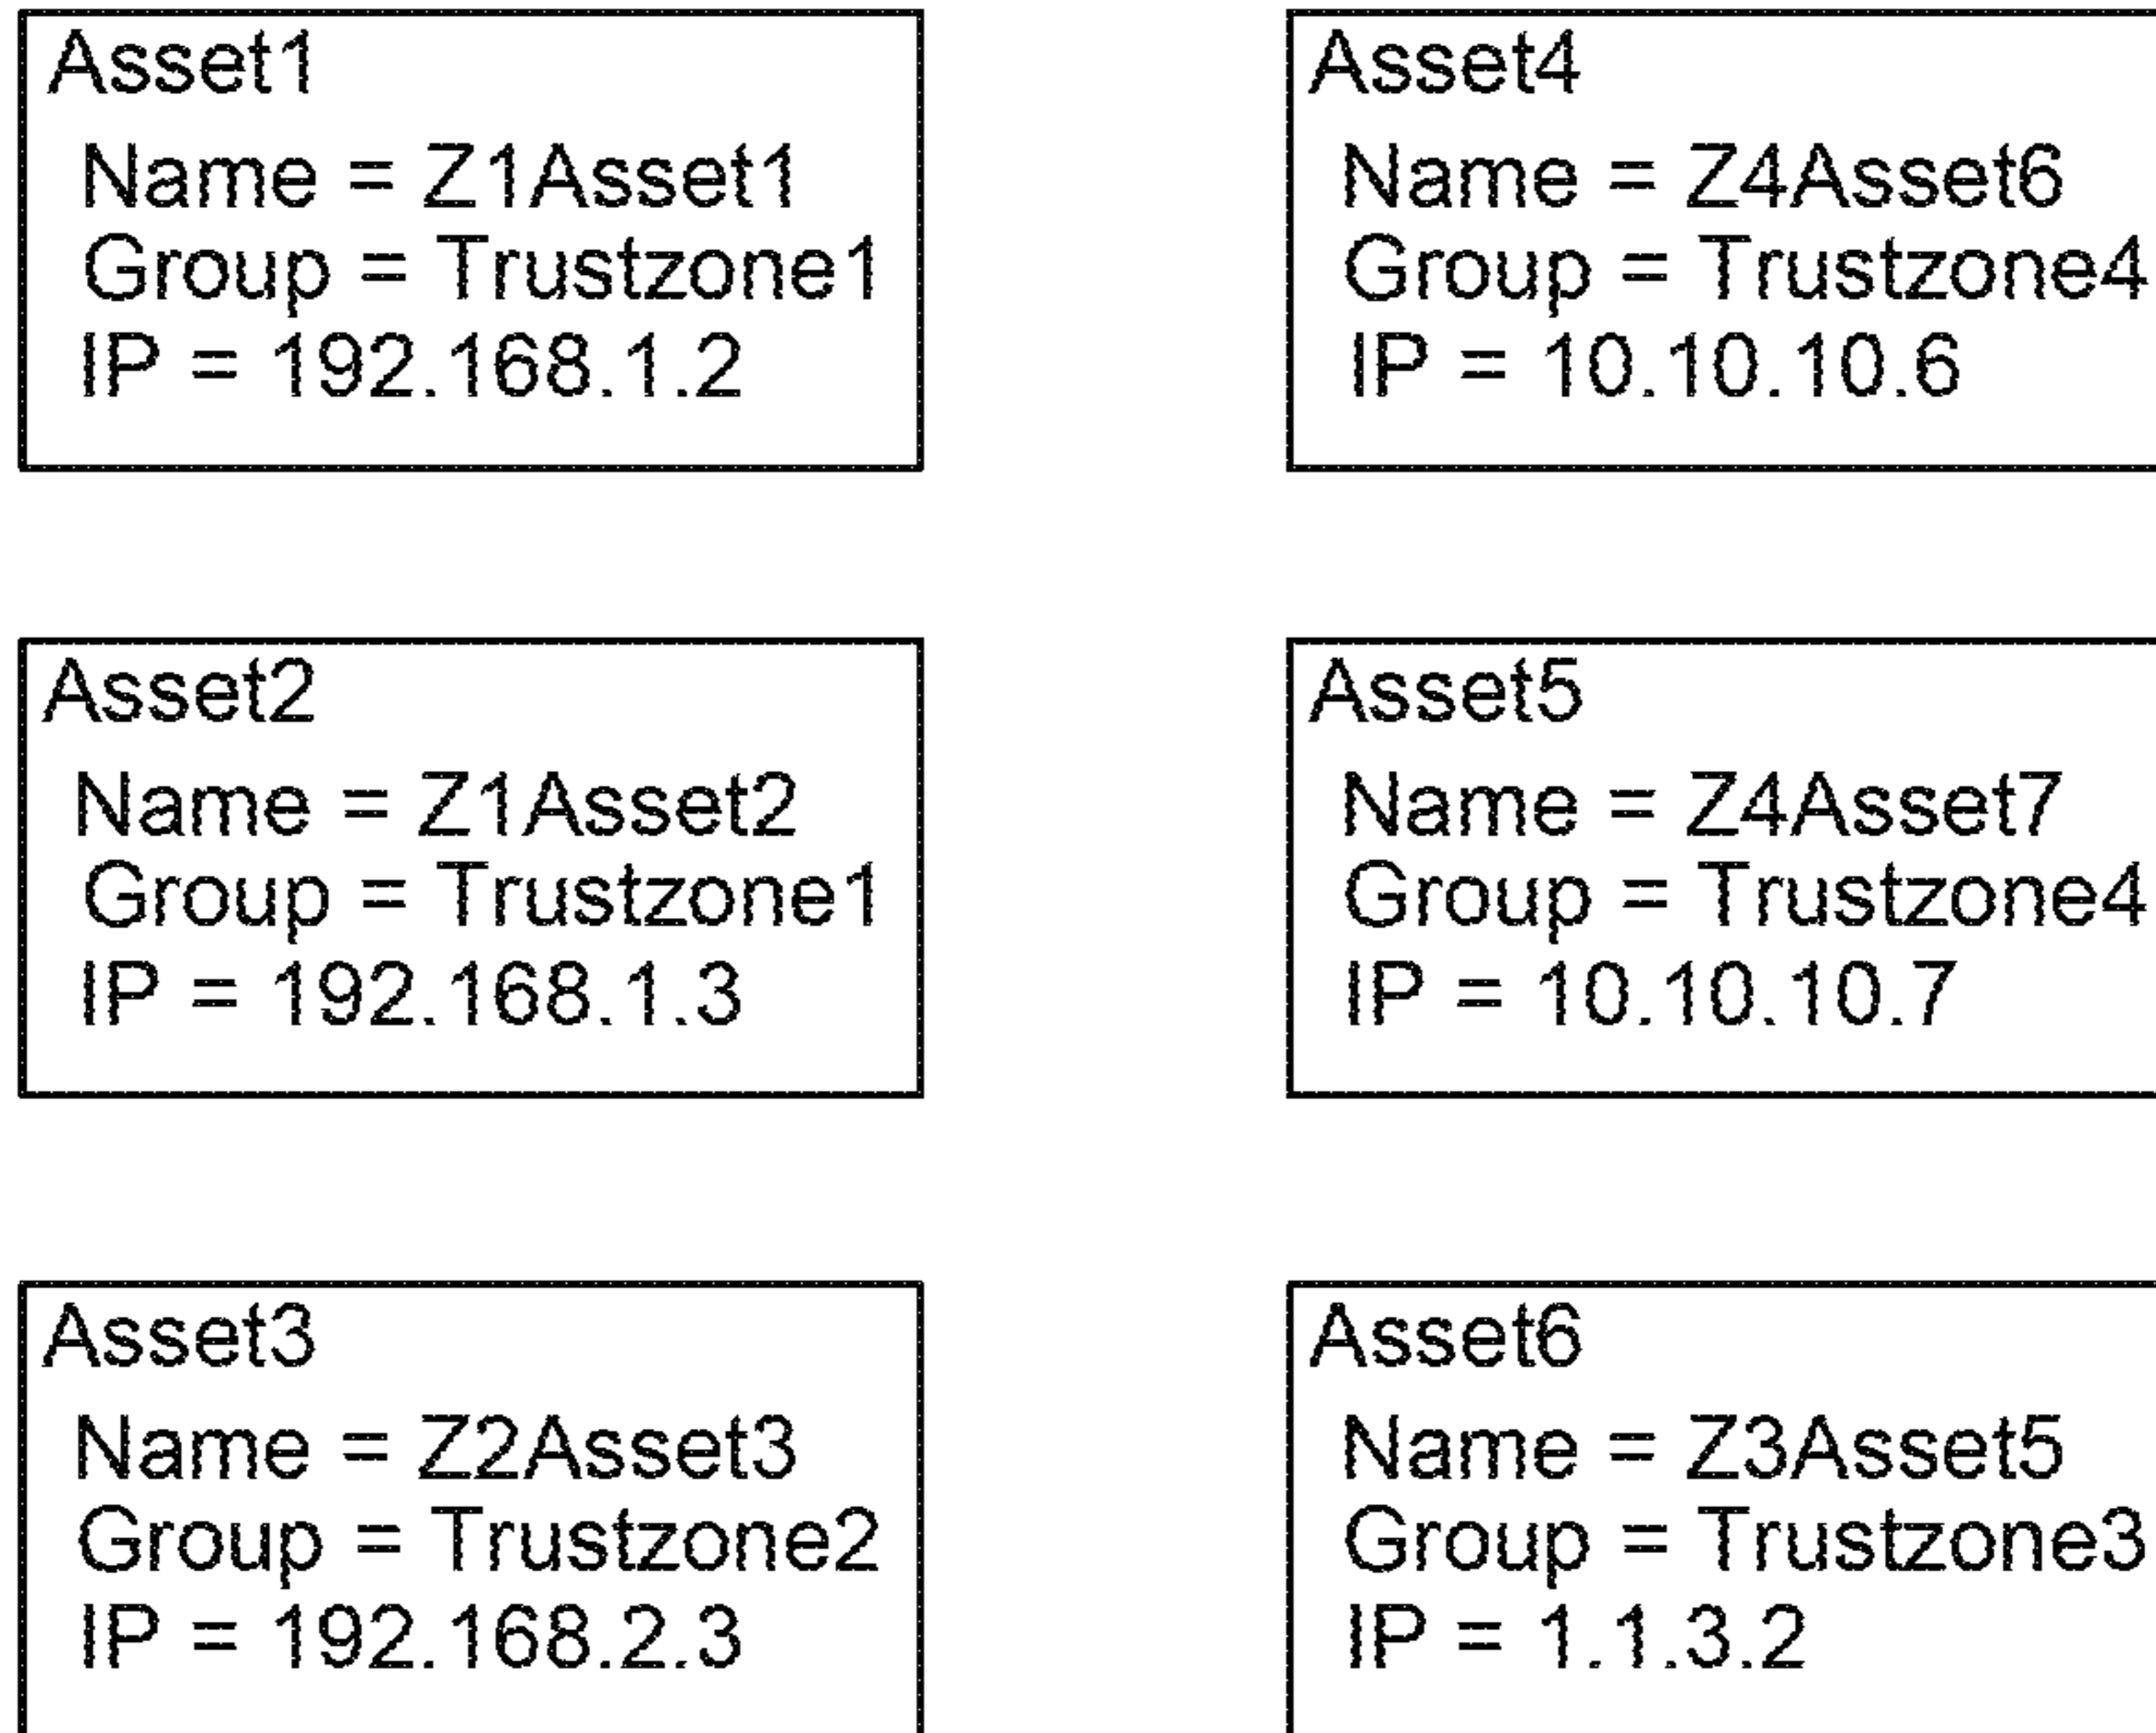 Asset1
Name = Z1Asset1
Group = Trustzone1
IP = 192.168.1.2
Asset2
Name = Z1Asset2
Group = Trustzone1
IP = 192.168.1.3
Asset3
Name = Z2Asset3
Group = Trustzone2
IP = 192.168.2.3
Asset4
Name = Z4Asset6
Group = Trustzone4
IP = 10.10.10.6
Asset5
Name = Z4Asset7
Group = Trustzone4
IP = 10.10.10.7
Asset6
Name = Z3Asset5
Group = Trustzone3
IP = 1.1.3.2